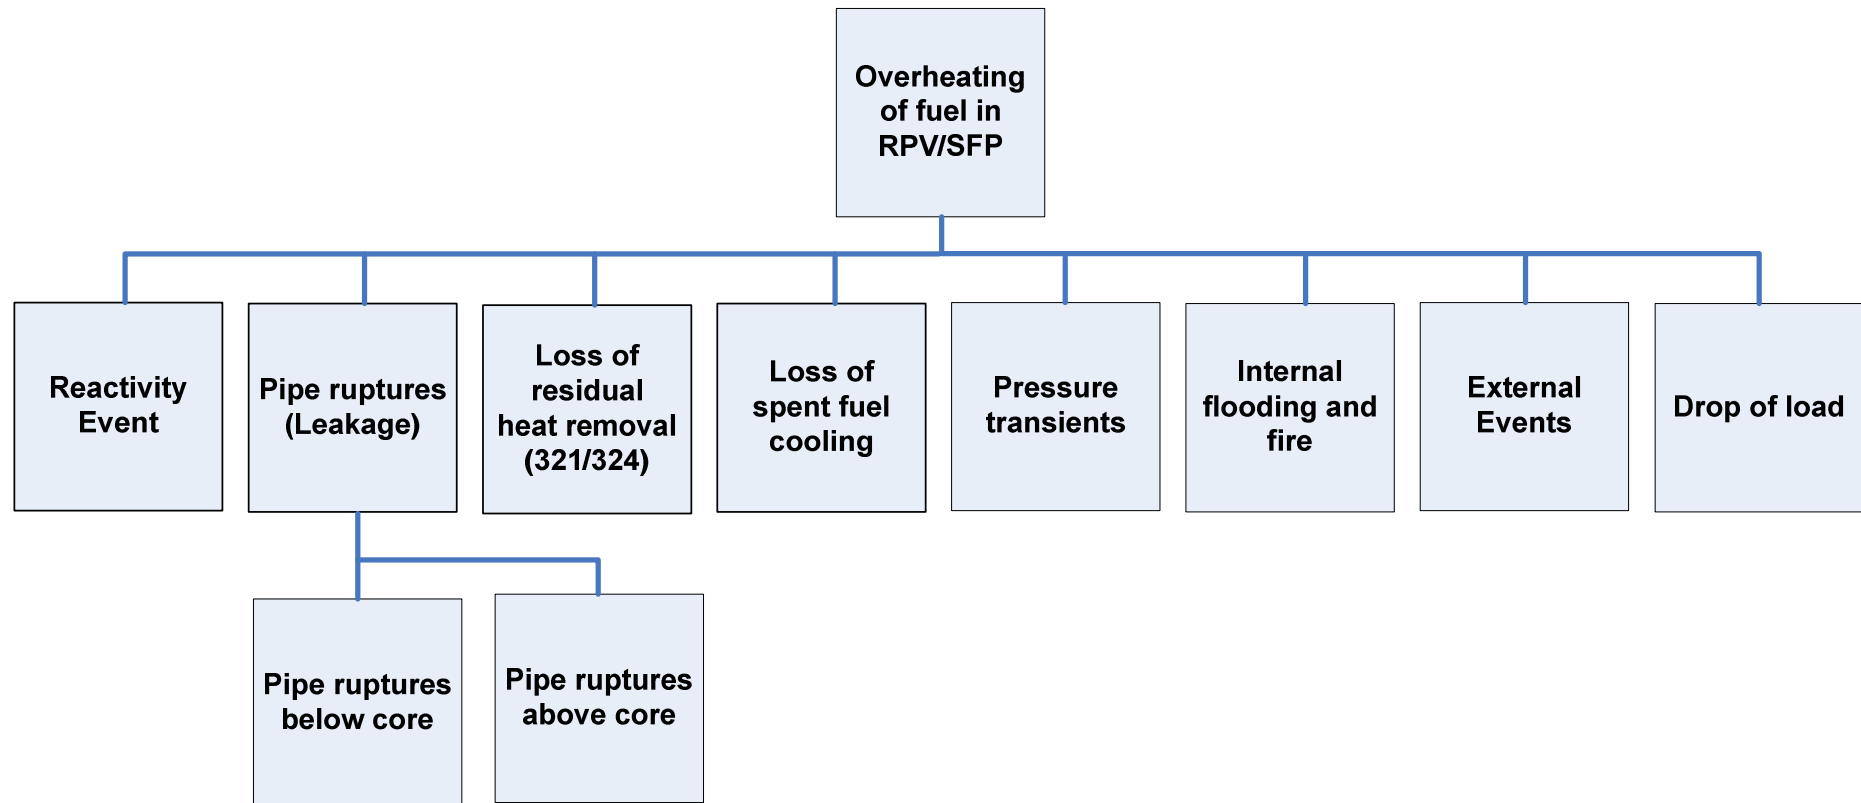 Overheating
of fuel in
RPV/SFP
Reactivity
Event
Pipe ruptures
(Leakage)
Loss of
residual
heat removal
(321/324)
Loss of
spent fuel
cooling
Pressure
transients
Internal
flooding and
fire
External
Events
Drop of load
Pipe ruptures
below core
Pipe ruptures
above core